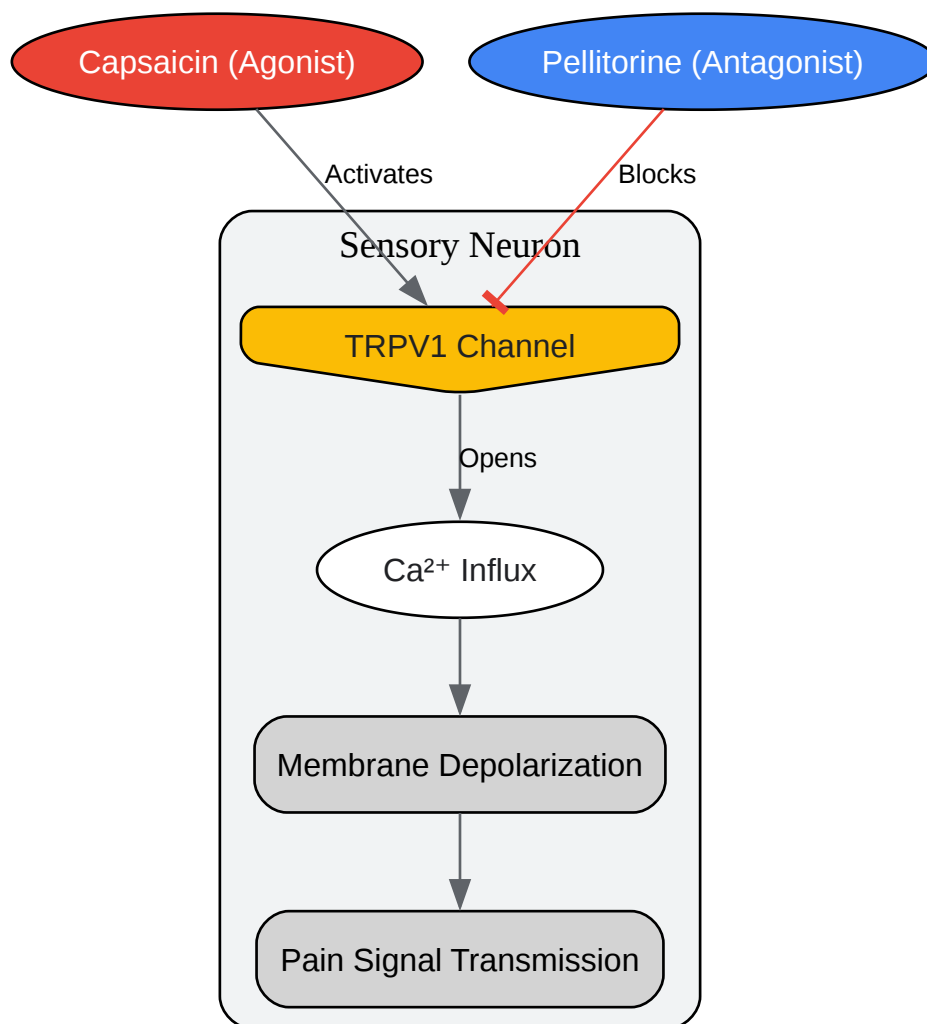 Capsaicin (Agonist)
Pellitorine (Antagonist)
Activates
Blocks
Sensory Neuron
TRPV1 Channel
Opens
Ca²⁺ Influx
Membrane Depolarization
Pain Signal Transmission